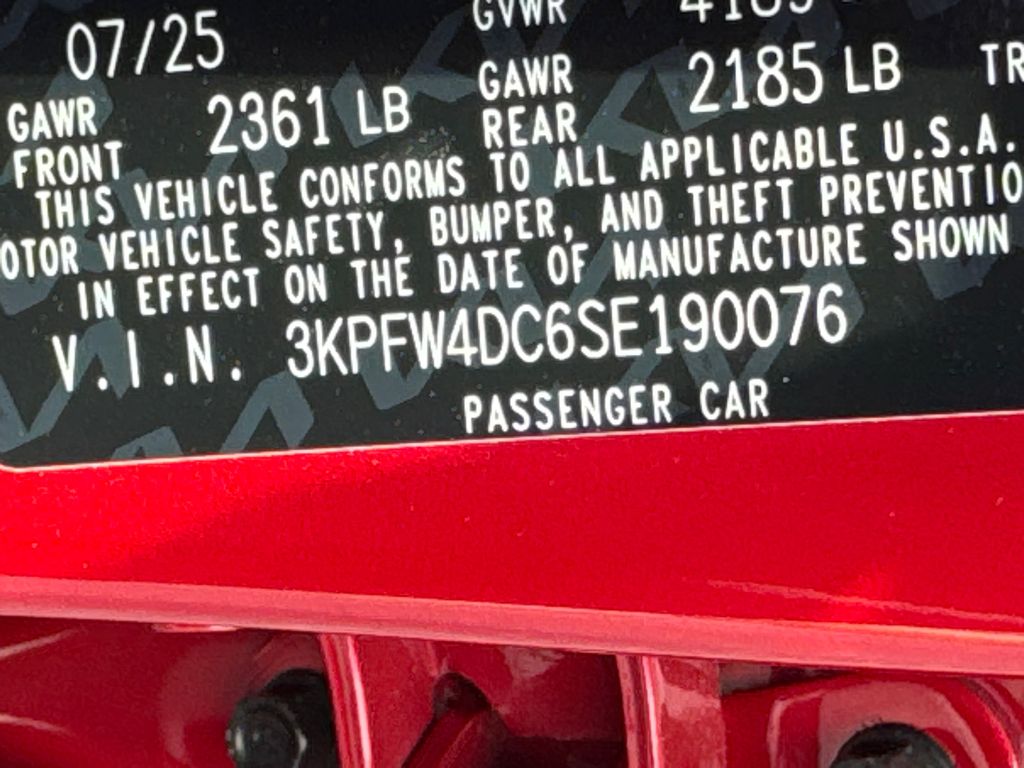 GVWR
07/25
GAWR FRONT 2361 LB GAWR REAR 2185 LB TR
THIS VEHICLE CONFORMS TO ALL APPLICABLE U.S.A.
OTOR VEHICLE SAFETY, BUMPER, AND THEFT PREVENTIO
IN EFFECT ON THE DATE OF MANUFACTURE SHOWN
V.I.N. 3KPFW4DC6SE190076
PASSENGER CAR